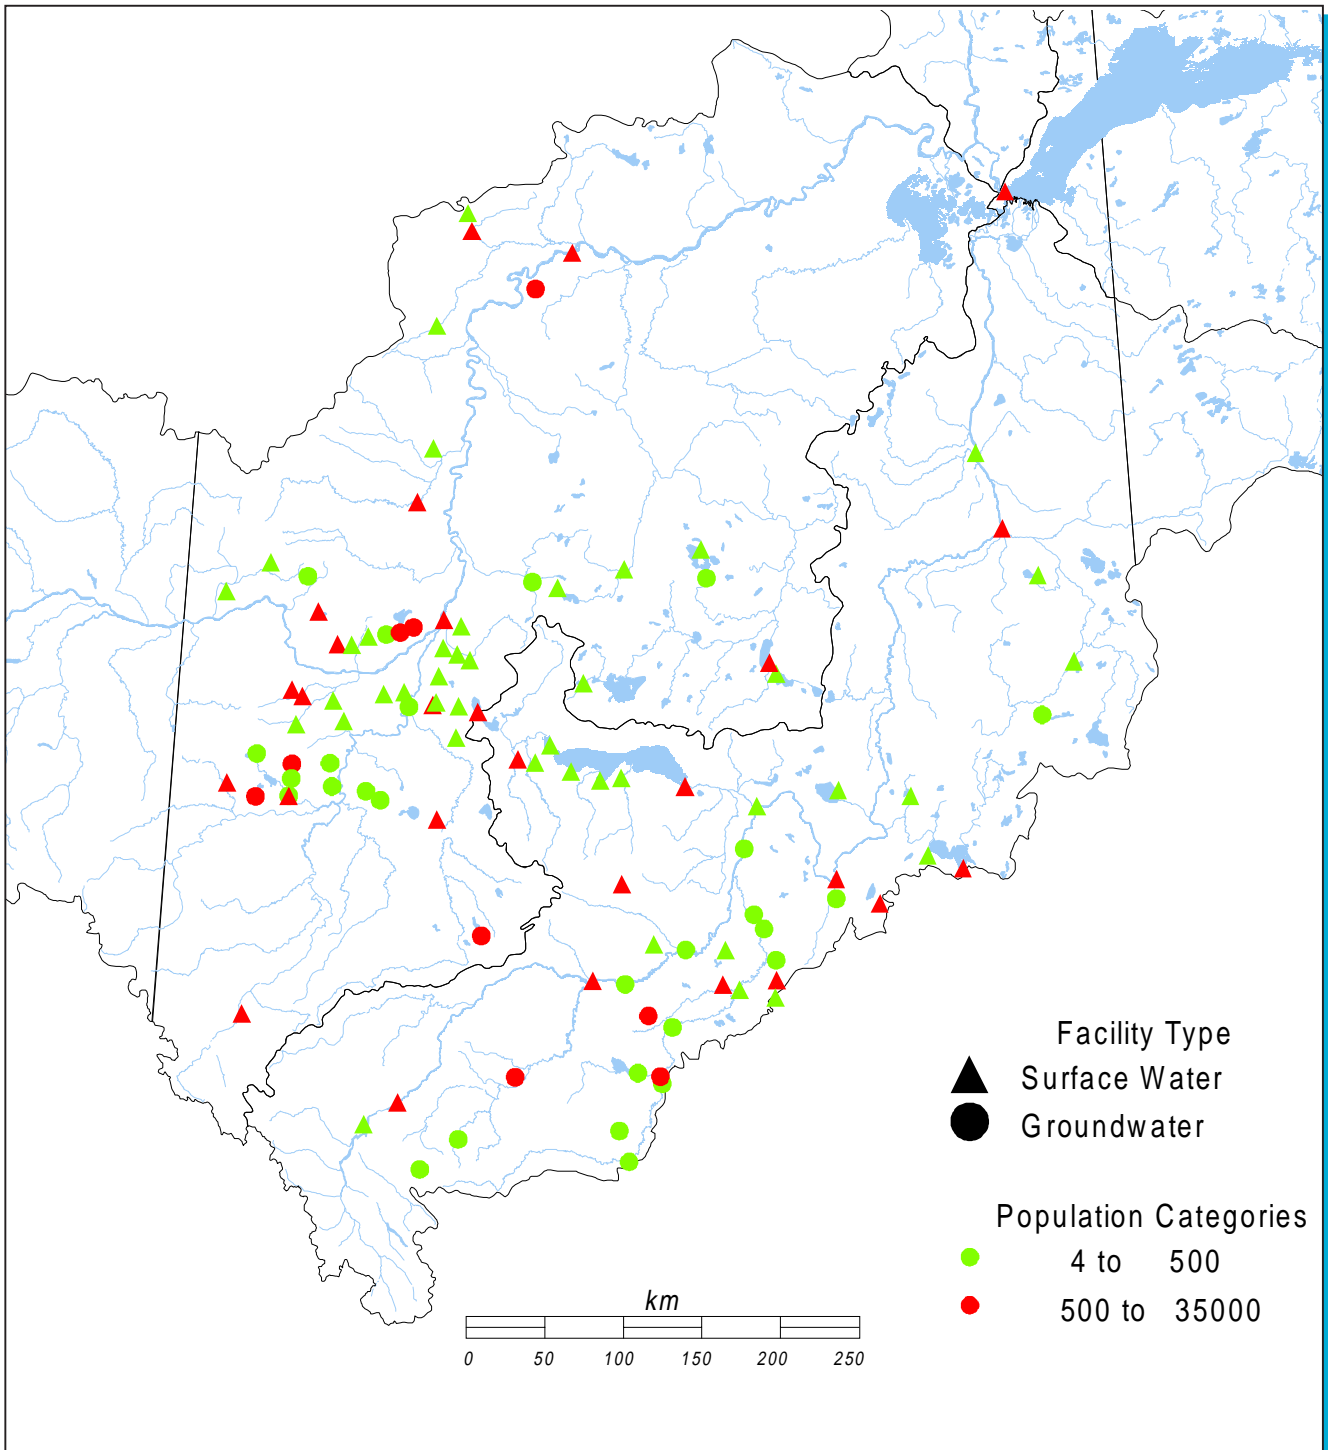 Facility Type
Surface Water
Groundwater
Population Categories
4 to 500
500 to 35000
km
0 50 100 150 200 250